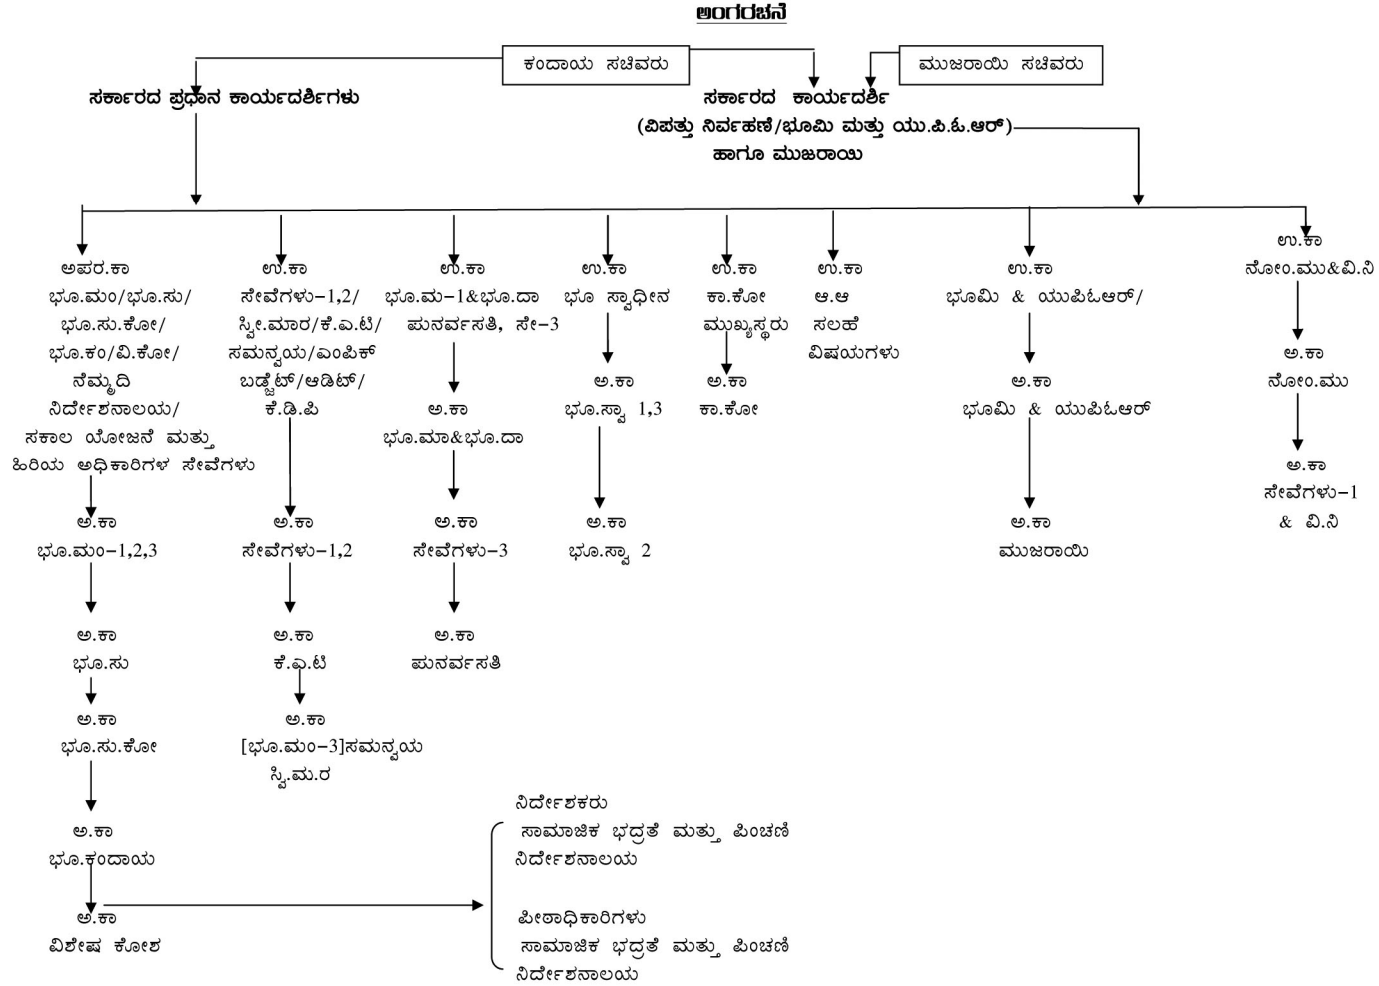 ಅಂಗರಚನೆ
ಕಂದಾಯ ಸಚಿವರು
ಮುಜರಾಯಿ ಸಚಿವರು
ಸರ್ಕಾರದ ಪ್ರಧಾನ ಕಾರ್ಯದರ್ಶಿಗಳು
ಸರ್ಕಾರದ ಕಾರ್ಯದರ್ಶಿ
(ವಿಪತ್ತು ನಿರ್ವಹಣೆ/ಭೂಮಿ ಮತ್ತು ಯು.ಪಿ.ಓ.ಆರ್)
ಹಾಗೂ ಮುಜರಾಯಿ
ಅಪರ.ಕಾ
ಭೂ.ಮಂ/ಭೂ.ಸು/
ಭೂ.ಸು.ಕೋ/
ಭೂ.ಕಂ/ವಿ.ಕೋ/
ನೆಮ್ಮದಿ
ನಿರ್ದೇಶನಾಲಯ/
ಸಕಾಲ ಯೋಜನೆ ಮತ್ತು
ಹಿರಿಯ ಅಧಿಕಾರಿಗಳ ಸೇವೆಗಳು
ಅ.ಕಾ
ಭೂ.ಮಂ-1,2,3
ಅ.ಕಾ
ಭೂ.ಸು
ಅ.ಕಾ
ಭೂ.ಸು.ಕೋ
ಅ.ಕಾ
ಭೂ.ಕಂದಾಯ
ಅ.ಕಾ
ವಿಶೇಷ ಕೋಶ
ಉ.ಕಾ
ಸೇವೆಗಳು-1,2/
ಸ್ವೀ.ಮಾರ/ಕೆ.ಎ.ಟಿ/
ಸಮನ್ವಯ/ಎಂಪಿಕ್
ಬಡ್ಜೆಟ್/ಆಡಿಟ್/
ಕೆ.ಡಿ.ಪಿ
ಅ.ಕಾ
ಸೇವೆಗಳು-1,2
ಅ.ಕಾ
ಕೆ.ಎ.ಟಿ
ಅ.ಕಾ
[ಭೂ.ಮಂ-3]ಸಮನ್ವಯ
ಸ್ವಿ.ಮ.ರ
ಉ.ಕಾ
ಭೂ.ಮ-1&ಭೂ.ದಾ
ಪುನರ್ವಸತಿ, ಸೇ-3
ಅ.ಕಾ
ಭೂ.ಮಾ&ಭೂ.ದಾ
ಅ.ಕಾ
ಸೇವೆಗಳು-3
ಅ.ಕಾ
ಪುನರ್ವಸತಿ
ಉ.ಕಾ
ಭೂ ಸ್ವಾಧೀನ
ಅ.ಕಾ
ಭೂ.ಸ್ವಾ 1,3
ಅ.ಕಾ
ಭೂ.ಸ್ವಾ 2
ಉ.ಕಾ
ಕಾ.ಕೋ
ಮುಖ್ಯಸ್ಥರು
ಅ.ಕಾ
ಕಾ.ಕೋ
ಉ.ಕಾ
ಆ.ಆ
ಸಲಹೆ
ವಿಷಯಗಳು
ಉ.ಕಾ
ಭೂಮಿ & ಯುಪಿಓಆರ್/
ಅ.ಕಾ
ಭೂಮಿ & ಯುಪಿಓಆರ್
ಅ.ಕಾ
ಮುಜರಾಯಿ
ಉ.ಕಾ
ನೋಂ.ಮು&ವಿ.ನಿ
ಅ.ಕಾ
ನೋಂ.ಮು
ಅ.ಕಾ
ಸೇವೆಗಳು-1
& ವಿ.ನಿ
ನಿರ್ದೇಶಕರು
ಸಾಮಾಜಿಕ ಭದ್ರತೆ ಮತ್ತು ಪಿಂಚಣಿ
ನಿರ್ದೇಶನಾಲಯ
ಪೀಠಾಧಿಕಾರಿಗಳು
ಸಾಮಾಜಿಕ ಭದ್ರತೆ ಮತ್ತು ಪಿಂಚಣಿ
ನಿರ್ದೇಶನಾಲಯ